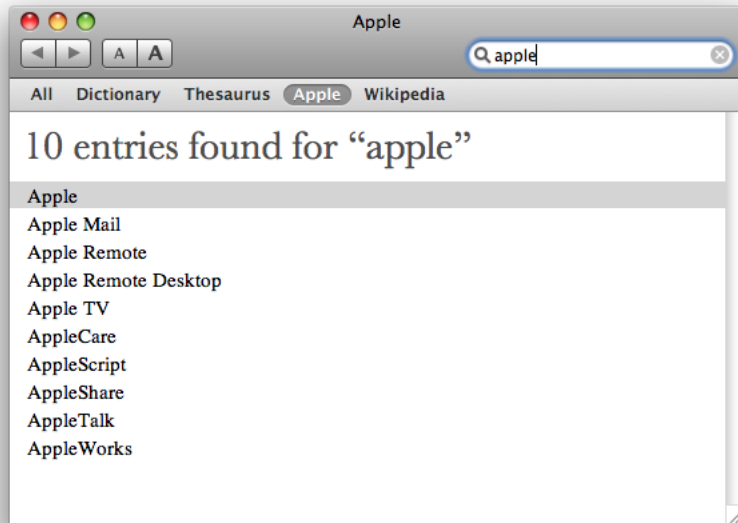 Apple
A A
apple
All Dictionary Thesaurus Apple Wikipedia
10 entries found for “apple”
Apple
Apple Mail
Apple Remote
Apple Remote Desktop
Apple TV
AppleCare
AppleScript
AppleShare
AppleTalk
AppleWorks